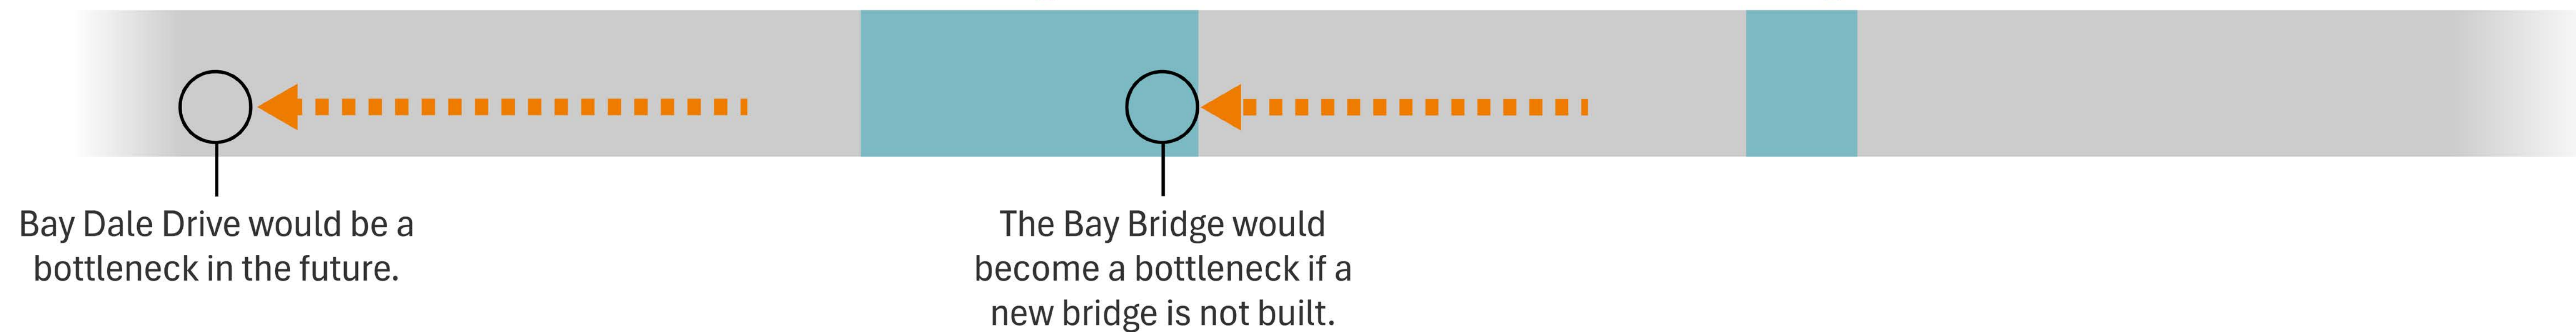 Bay Dale Drive would be a
bottleneck in the future.
The Bay Bridge would
become a bottleneck if a
new bridge is not built.